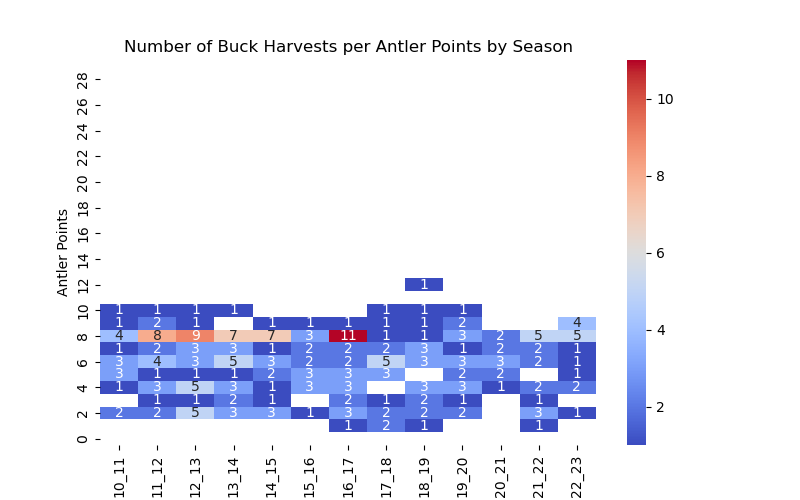 Number of Buck Harvests per Antler Points by Season
Antler Points
28
26
24
22
20
18
16
14
12 1
10 1 1 1 1 1 1 1
1 2 1 1 1 1 1 1 2 4
8 4 8 9 7 7 3 11 1 1 3 2 5 5
1 2 3 3 1 2 2 2 3 1 2 2 1
6 3 4 3 5 3 2 2 5 3 3 3 2 1
3 1 1 1 2 3 3 3 2 2 1
4 1 3 5 3 1 3 3 3 3 1 2 2
1 1 2 1 2 1 2 1 1
2 2 2 5 3 3 1 3 2 2 2 3 1
1 2 1 1
0
10_11 11_12 12_13 13_14 14_15 15_16 16_17 17_18 18_19 19_20 20_21 21_22 22_23
10
8
6
4
2